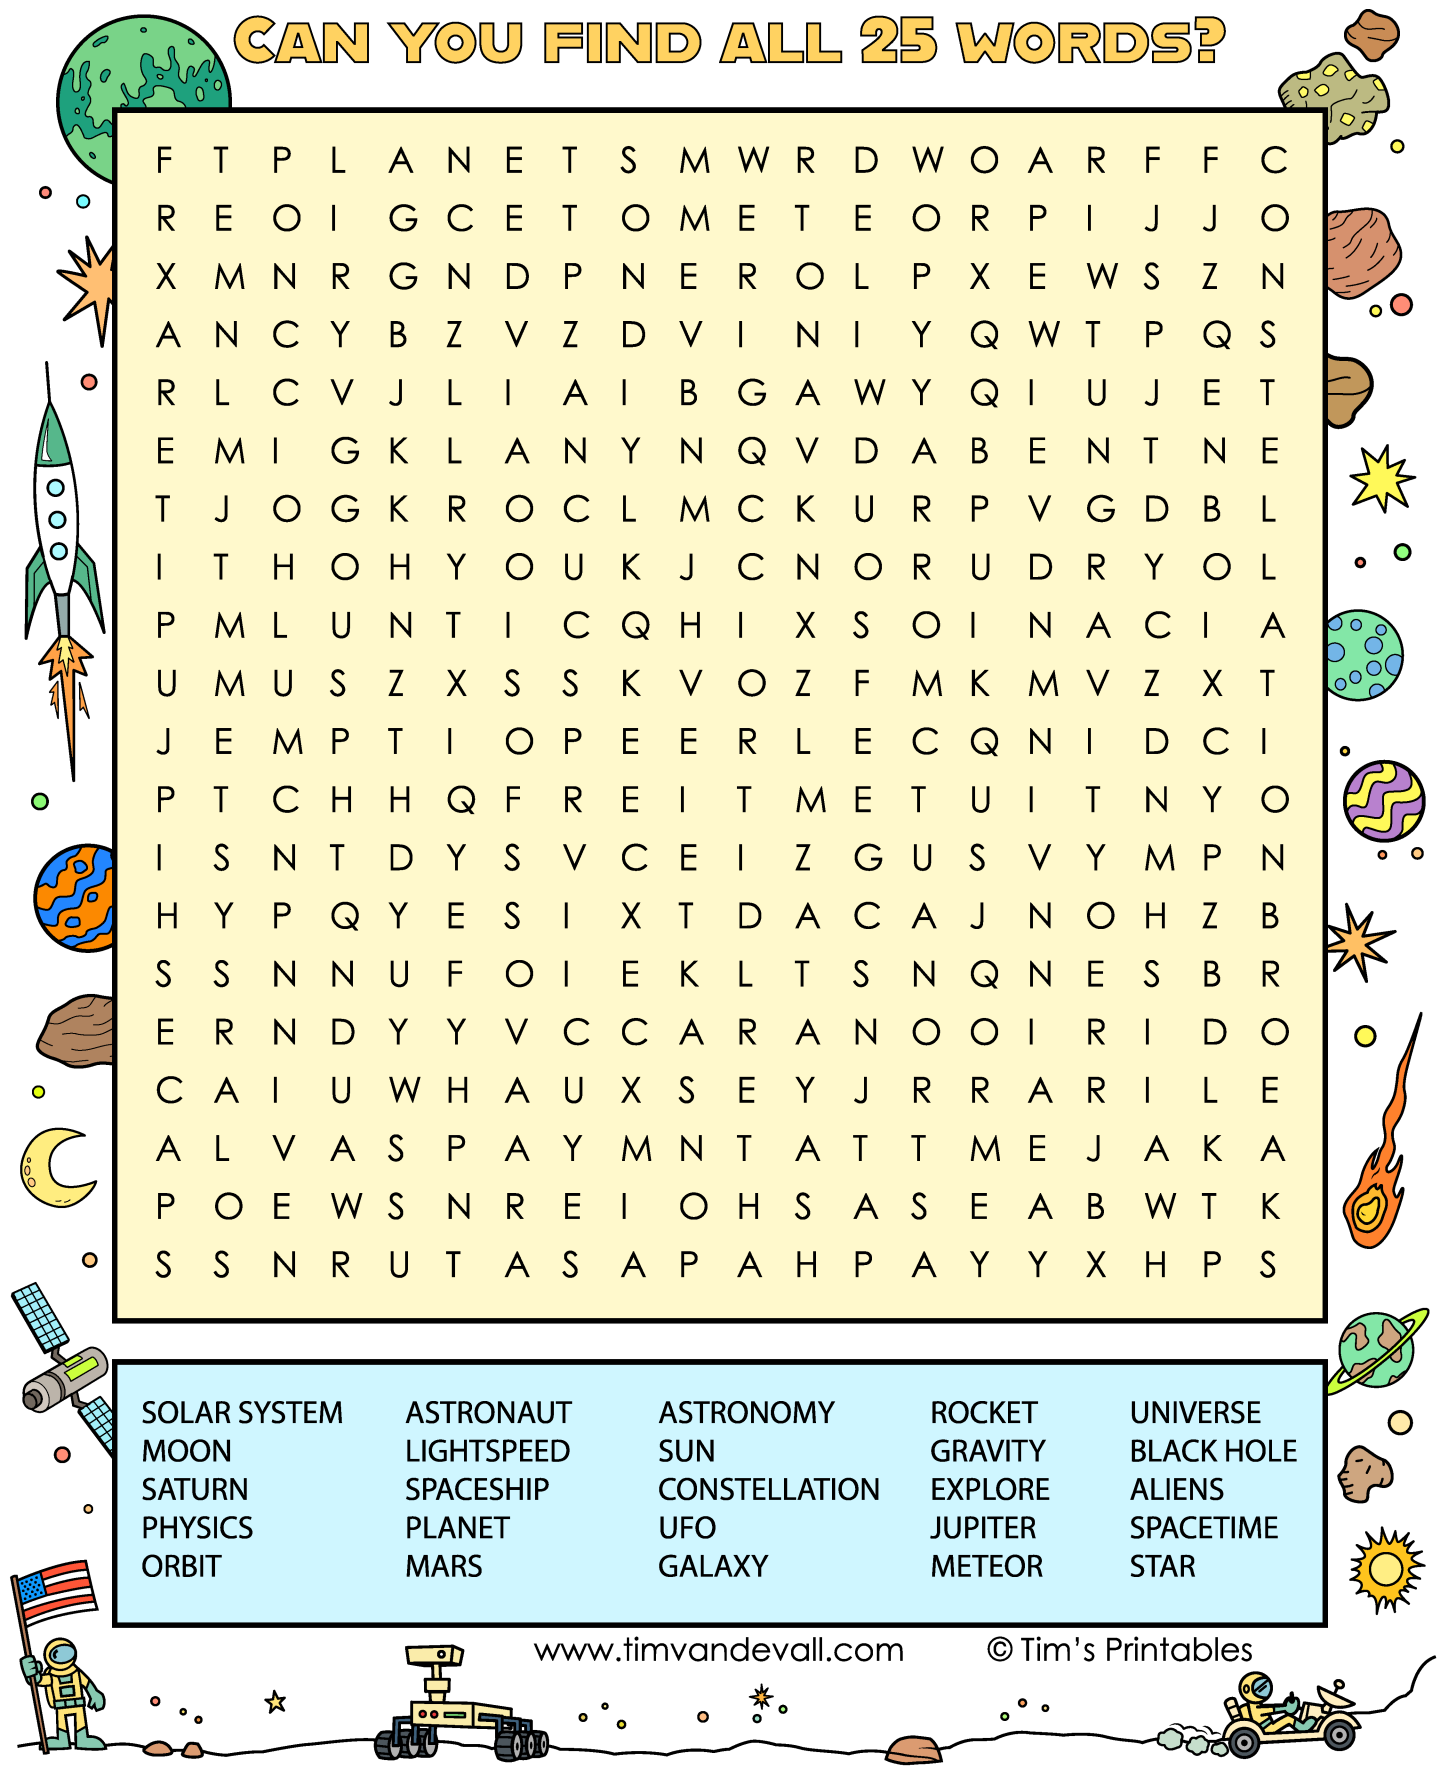 CAN YOU FIND ALL 25 WORDS?
F T P L A N E T S M W R D W O A R F F C
R E O I G C E T O M E T E O R P I J J O
X M N R G N D P N E R O L P X E W S Z N
A N C Y B Z V Z D V I N I Y Q W T P Q S
R L C V J L I A I B G A W Y Q I U J E T
E M I G K L A N Y N Q V D A B E N T N E
T J O G K R O C L M C K U R P V G D B L
I T H O H Y O U K J C N O R U D R Y O L
P M L U N T I C Q H I X S O I N A C I A
U M U S Z X S S K V O Z F M K M V Z X T
J E M P T I O P E E R L E C Q N I D C I
P T C H H Q F R E I T M E T U I T N Y O
I S N T D Y S V C E I Z G U S V Y M P N
H Y P Q Y E S I X T D A C A J N O H Z B
S S N N U F O I E K L T S N Q N E S B R
E R N D Y Y V C C A R A N O O I R I D O
C A I U W H A U X S E Y J R R A R I L E
A L V A S P A Y M N T A T T M E J A K A
P O E W S N R E I O H S A S E A B W T K
S S N R U T A S A P A H P A Y Y X H P S
SOLAR SYSTEM ASTRONAUT ASTRONOMY ROCKET UNIVERSE
MOON LIGHTSPEED SUN GRAVITY BLACK HOLE
SATURN SPACESHIP CONSTELLATION EXPLORE ALIENS
PHYSICS PLANET UFO JUPITER SPACETIME
ORBIT MARS GALAXY METEOR STAR
www.timvandevall.com © Tim's Printables